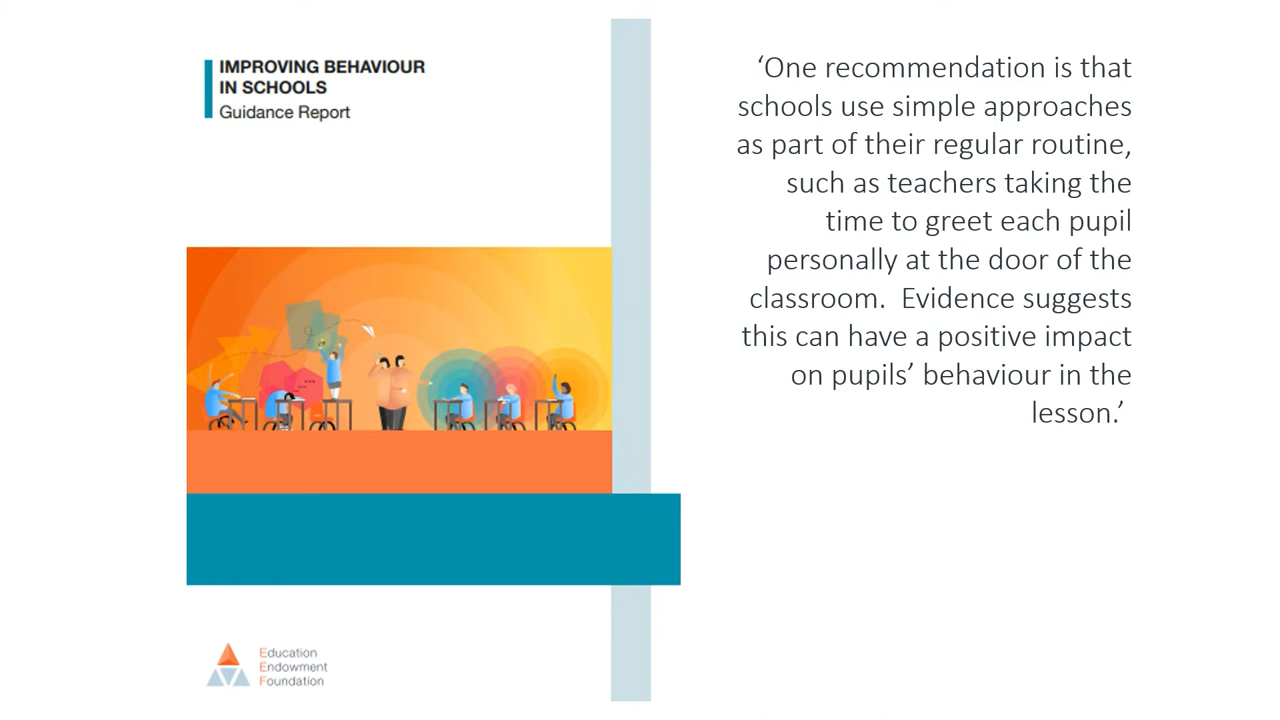 IMPROVING BEHAVIOUR
IN SCHOOLS
Guidance Report
Education
Endowment
Foundation
‘One recommendation is that
schools use simple approaches
as part of their regular routine,
such as teachers taking the
time to greet each pupil
personally at the door of the
classroom.  Evidence suggests
this can have a positive impact
on pupils’ behaviour in the
lesson.’